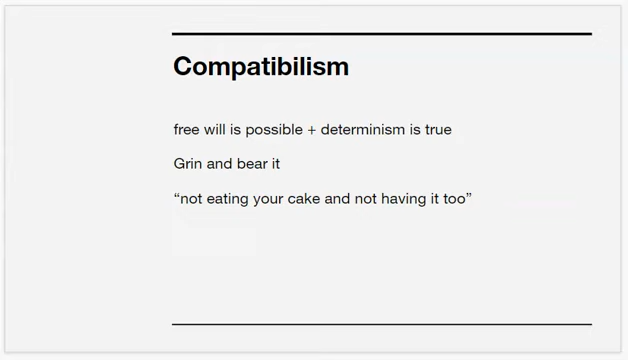 Compatibilism
free will is possible + determinism is true
Grin and bear it
“not eating your cake and not having it too”